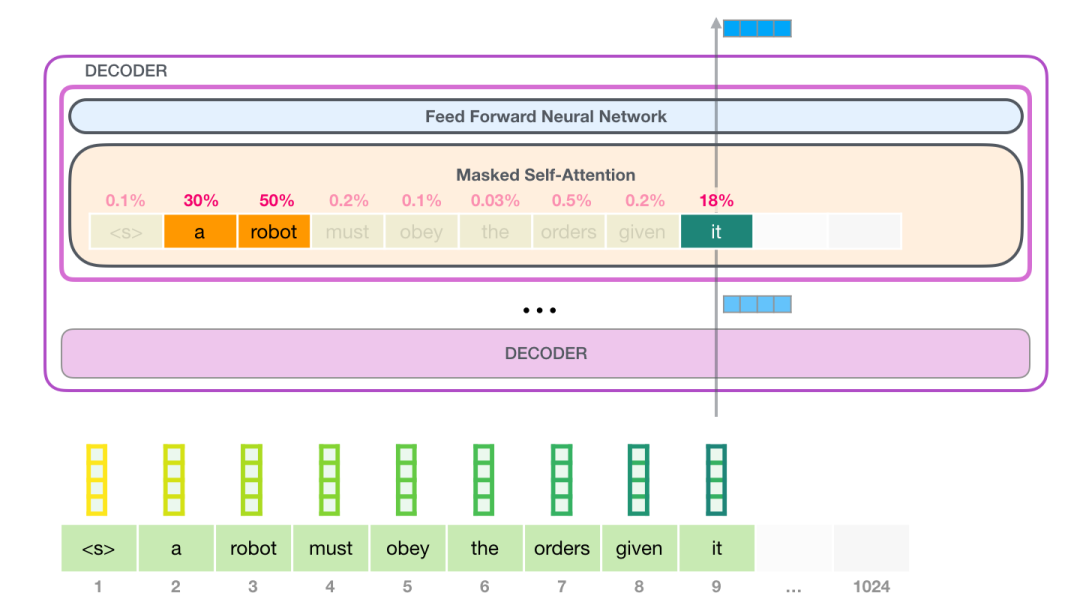 DECODER
Feed Forward Neural Network
Masked Self-Attention
0.1% 30% 50% 0.2% 0.1% 0.03% 0.5% 0.2% 18%
<s> a robot must obey the orders given it
...
DECODER
<s> a robot must obey the orders given it
1 2 3 4 5 6 7 8 9 ... 1024